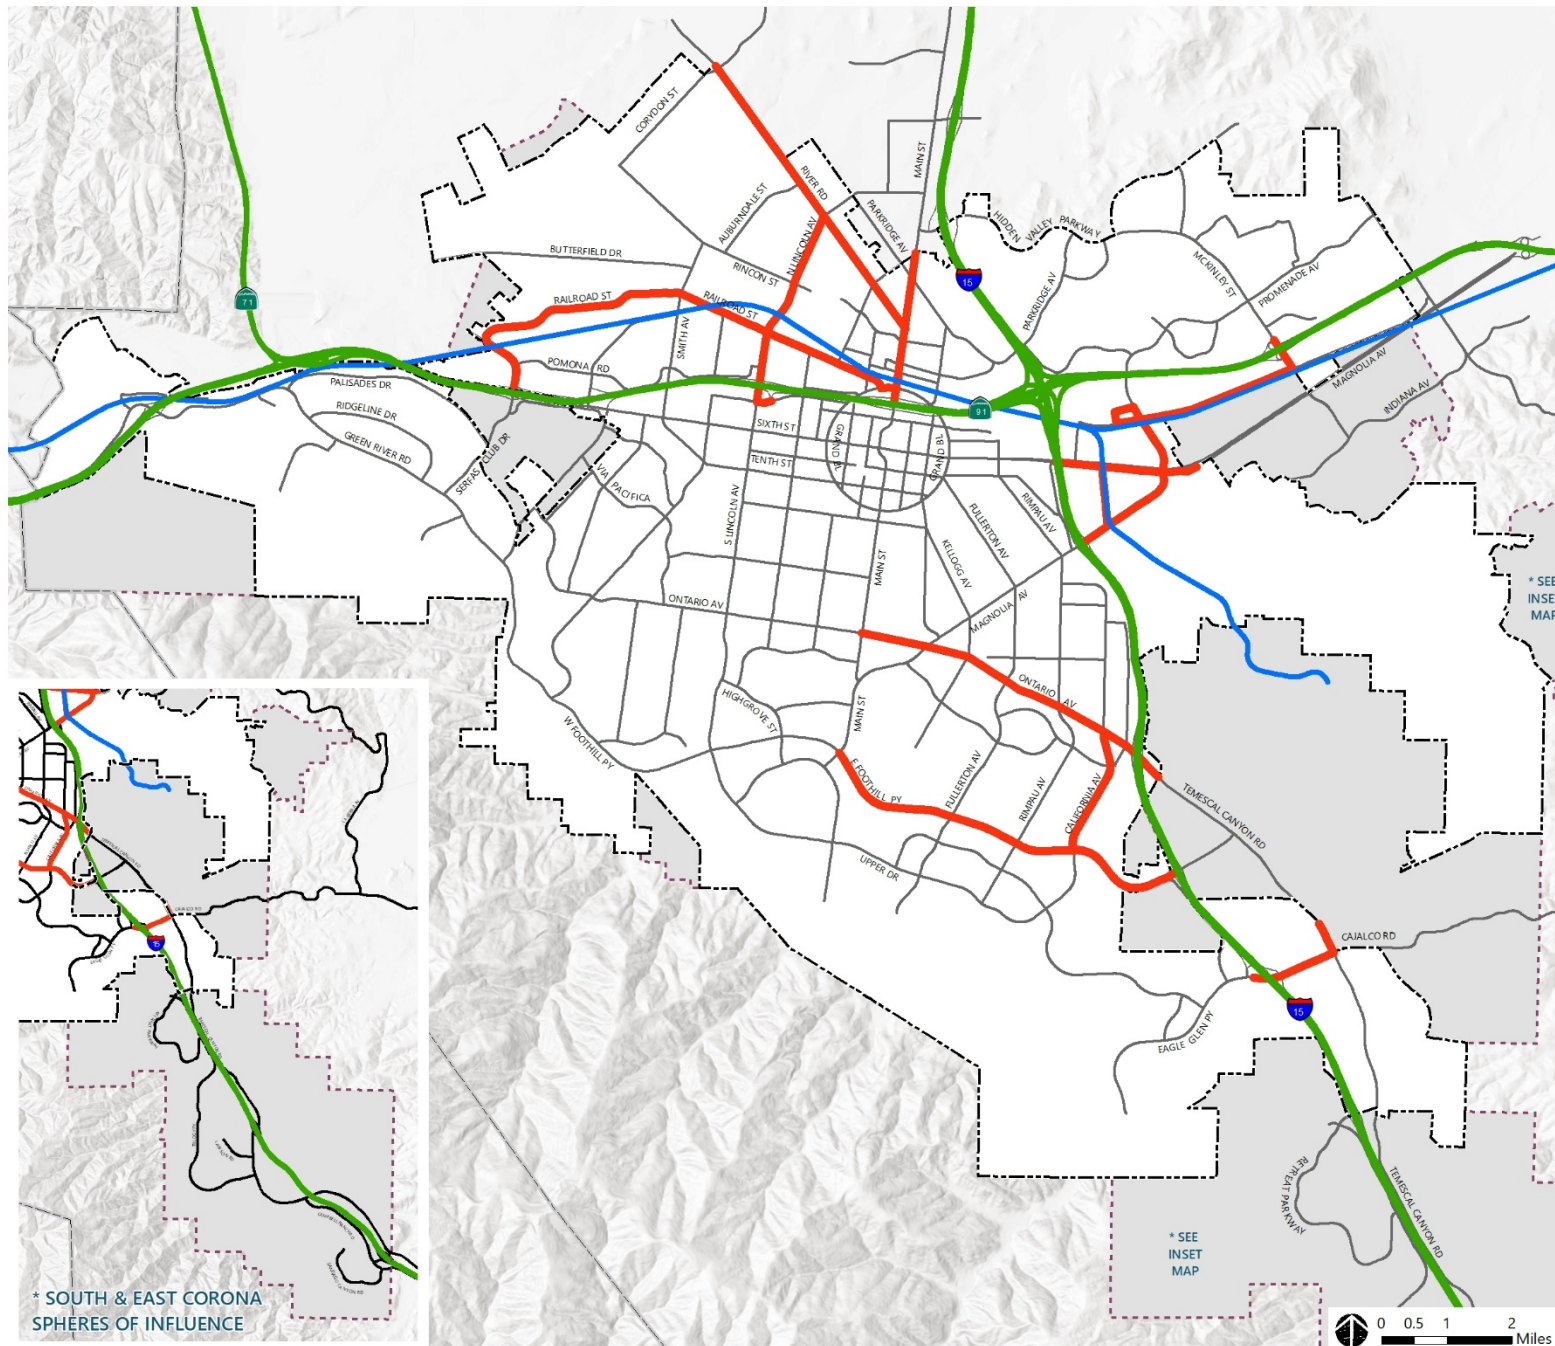 CORYDON ST
RIVER RD
MAIN ST
AUBURNDALE ST
PARKRIDGE AV
N LINCOLN AV
HIDDEN VALLEY PARKWAY
BUTTERFIELD DR
RINCON ST
MCKINLEY ST
PROMENADE AV
15
PARKRIDGE AV
71
RAILROAD ST
RAILROAD ST
SMITH AV
POMONA RD
MAGNOLIA AV
INDIANA AV
PALISADES DR
RIDGELINE DR
GREEN RIVER RD
SERFAS CLUB DR
91
SIXTH ST
GRAND BL
GRAND BL
TENTH ST
VIA PACIFICA
S LINCOLN AV
RIMPAU AV
FULLERTON AV
KELLOGG AV
MAIN ST
MAGNOLIA AV
ONTARIO AV
* SEE
INSET
MAP
ONTARIO AV
HIGHGROVE ST
MAIN ST
W FOOTHILL PY
E FOOTHILL PY
FULLERTON AV
RIMPAU AV
CALIFORNIA AV
TEMESCAL CANYON RD
UPPER DR
CAJALCO RD
15
EAGLE GLEN PY
RETREAT PARKWAY
TEMESCAL CANYON RD
* SEE
INSET
MAP
CAJALCO RD
15
* SOUTH & EAST CORONA
SPHERES OF INFLUENCE
0 0.5 1 2
Miles